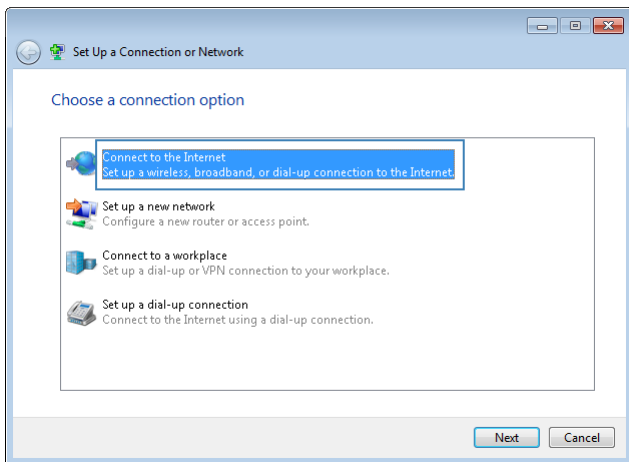 Set Up a Connection or Network
Choose a connection option
Connect to the Internet
Set up a wireless, broadband, or dial-up connection to the Internet.
Set up a new network
Configure a new router or access point.
Connect to a workplace
Set up a dial-up or VPN connection to your workplace.
Set up a dial-up connection
Connect to the Internet using a dial-up connection.
Next Cancel